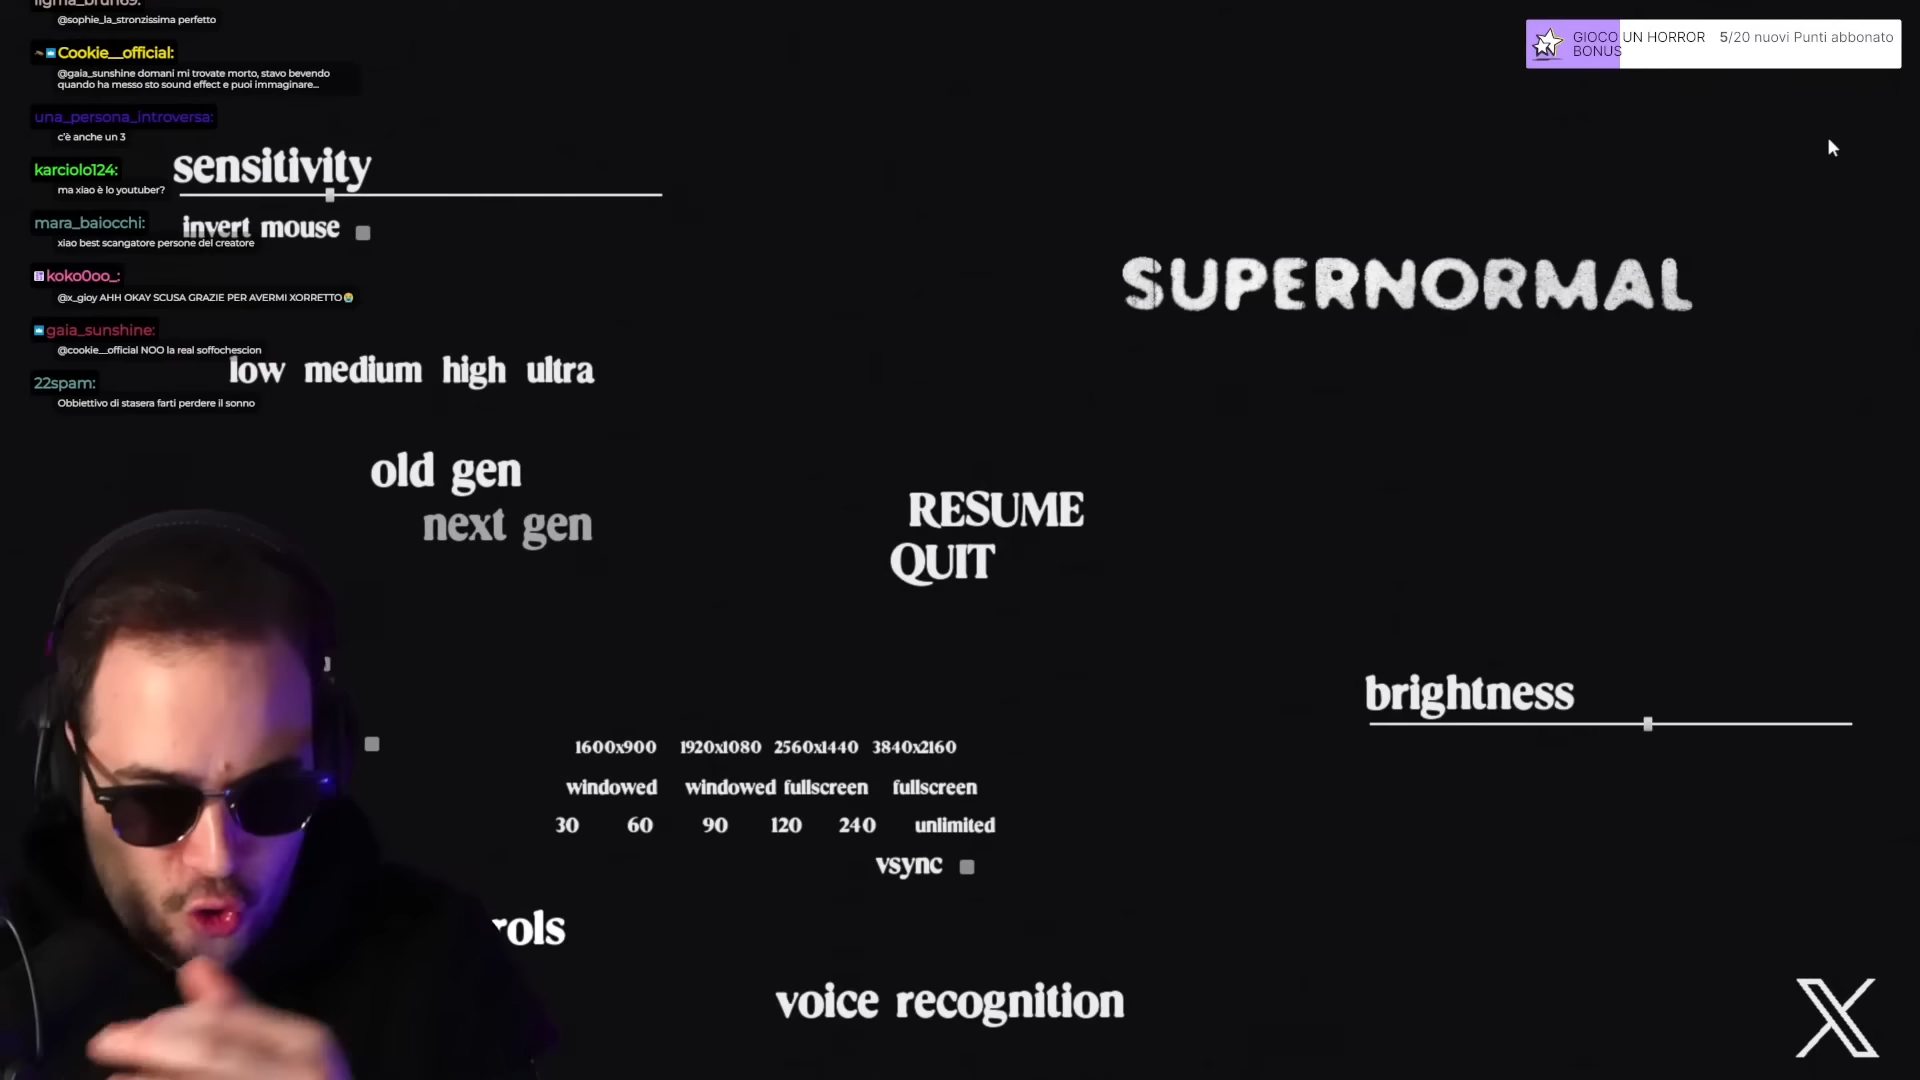 @sophie_la_stronzissima perfetto
Cookie__official:
@gaia_sunshine domani mi trovate morto, stavo bevendo
quando ha messo sto sound effect e puoi immaginare...
una_persona_introversa:
c'è anche un 3
karciolo124:
ma xiao è lo youtuber?
mara_baiocchi:
xiao best scangatore persone del creatore
koko0oo_:
@x_gioy AHH OKAY SCUSA GRAZIE PER AVERMI XORRETTO😭
gaia_sunshine:
@cookie__official NOO la real soffochescion
22spam:
Obbiettivo di stasera farti perdere il sonno
GIOCO UN HORROR
BONUS
5/20 nuovi Punti abbonato
sensitivity
invert mouse
SUPERNORMAL
low medium high ultra
old gen
next gen
RESUME
QUIT
brightness
1600x900 1920x1080 2560x1440 3840x2160
windowed windowed fullscreen fullscreen
30 60 90 120 240 unlimited
vsync
rols
voice recognition
X